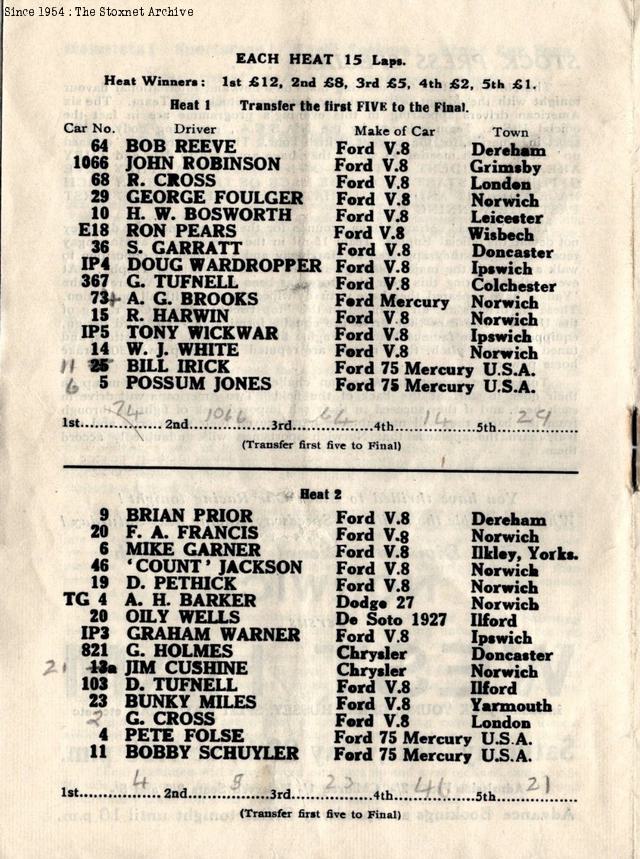 Since 1954 : The Stoxnet Archive
EACH HEAT 15 Laps.
Heat Winners: 1st £12, 2nd £8, 3rd £5, 4th £2, 5th £1.
Heat 1 Transfer the first FIVE to the Final.
Car No. Driver Make of Car Town
64 BOB REEVE Ford V.8 Dereham
1066 JOHN ROBINSON Ford V.8 Grimsby
68 R. CROSS Ford V.8 London
29 GEORGE FOULGER Ford V.8 Norwich
10 H. W. BOSWORTH Ford V.8 Leicester
E18 RON PEARS Ford V.8 Wisbech
36 S. GARRATT Ford V.8 Doncaster
IP4 DOUG WARDROPPER Ford V.8 Ipswich
367 G. TUFNELL Ford V.8 Colchester
73 A. G. BROOKS Ford Mercury Norwich
15 R. HARWIN Ford V.8 Norwich
IP5 TONY WICKWAR Ford V.8 Ipswich
14 W. J. WHITE Ford V.8 Norwich
11 25 BILL IRICK Ford 75 Mercury U.S.A.
6 5 POSSUM JONES Ford 75 Mercury U.S.A.
1st 74 2nd 1066 3rd 64 4th 14 5th 29
(Transfer first five to Final)
Heat 2
9 BRIAN PRIOR Ford V.8 Dereham
20 F. A. FRANCIS Ford V.8 Norwich
6 MIKE GARNER Ford V.8 Ilkley, Yorks.
46 'COUNT' JACKSON Ford V.8 Norwich
19 D. PETHICK Ford V.8 Norwich
TG 4 A. H. BARKER Dodge 27 Norwich
20 OILY WELLS De Soto 1927 Ilford
IP3 GRAHAM WARNER Ford V.8 Ipswich
821 G. HOLMES Chrysler Doncaster
21 13a JIM CUSHINE Chrysler Norwich
103 D. TUFNELL Ford V.8 Ilford
23 BUNKY MILES Ford V.8 Yarmouth
2 G. CROSS Ford V.8 London
4 PETE FOLSE Ford 75 Mercury U.S.A.
11 BOBBY SCHUYLER Ford 75 Mercury U.S.A.
1st 4 2nd 9 3rd 23 4th 46 5th 21
(Transfer first five to Final)